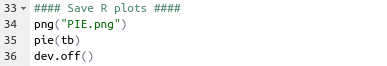 33 #### Save R plots ####
34 png("PIE.png")
35 pie(tb)
36 dev.off()